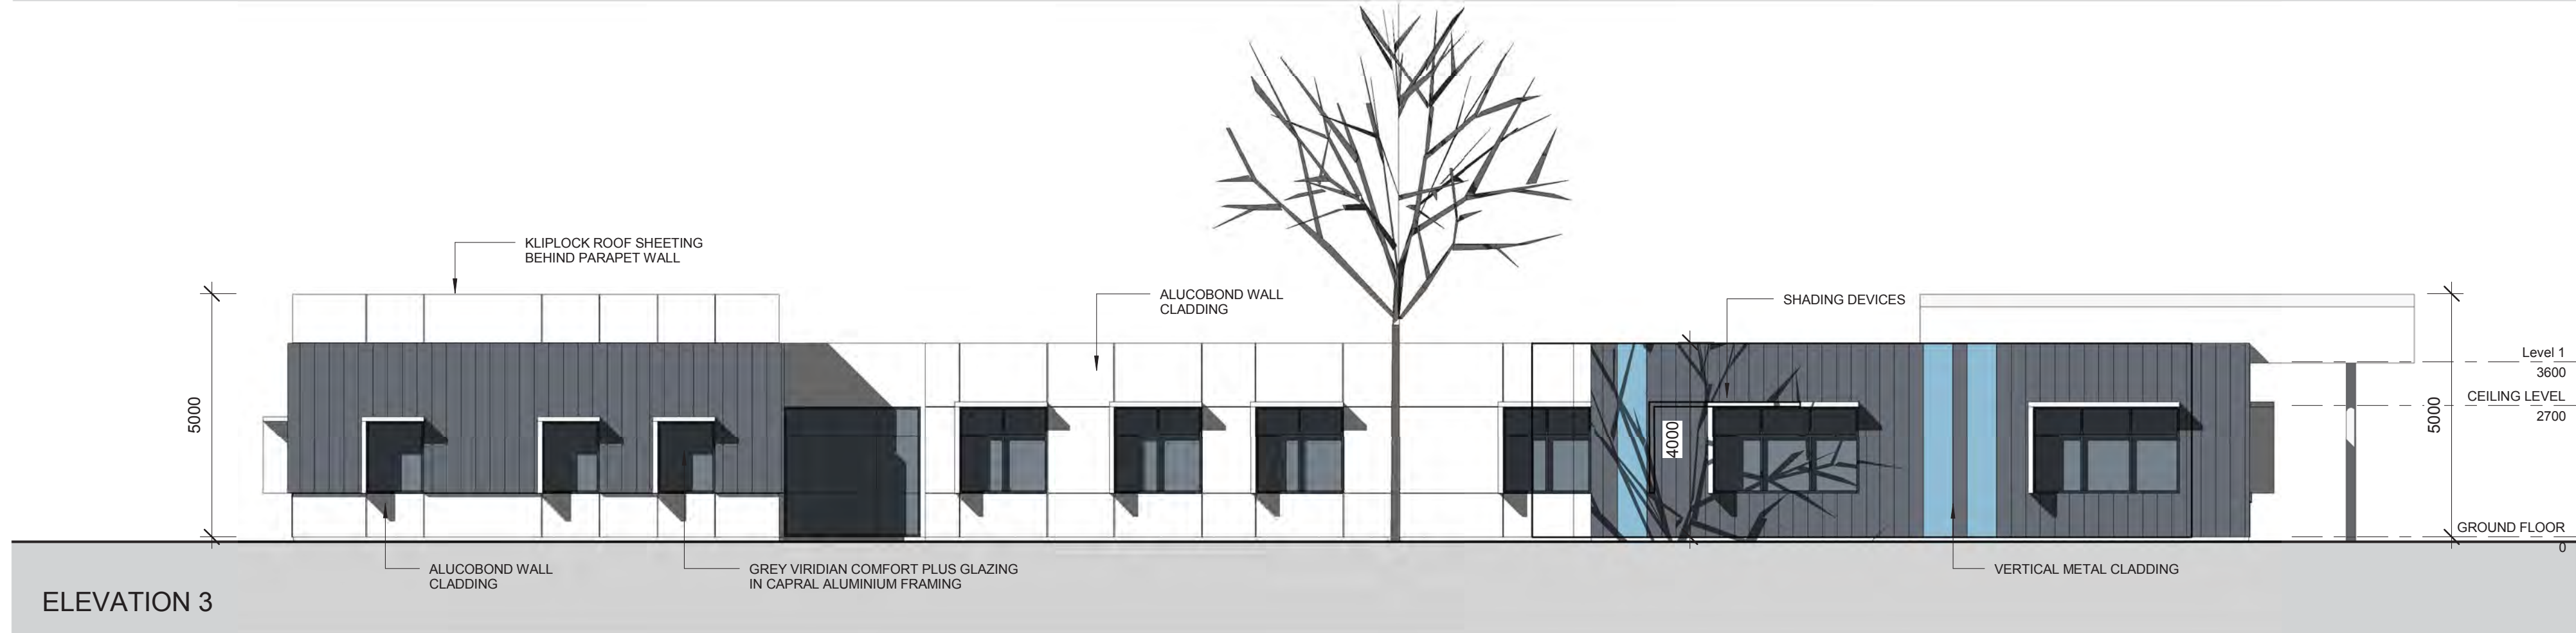 KLIPLOCK ROOF SHEETING
BEHIND PARAPET WALL
ALUCOBOND WALL
CLADDING
SHADING DEVICES
5000
4000
5000
Level 1
3600
CEILING LEVEL
2700
GROUND FLOOR
0
ALUCOBOND WALL
CLADDING
GREY VIRIDIAN COMFORT PLUS GLAZING
IN CAPRAL ALUMINIUM FRAMING
VERTICAL METAL CLADDING
ELEVATION 3